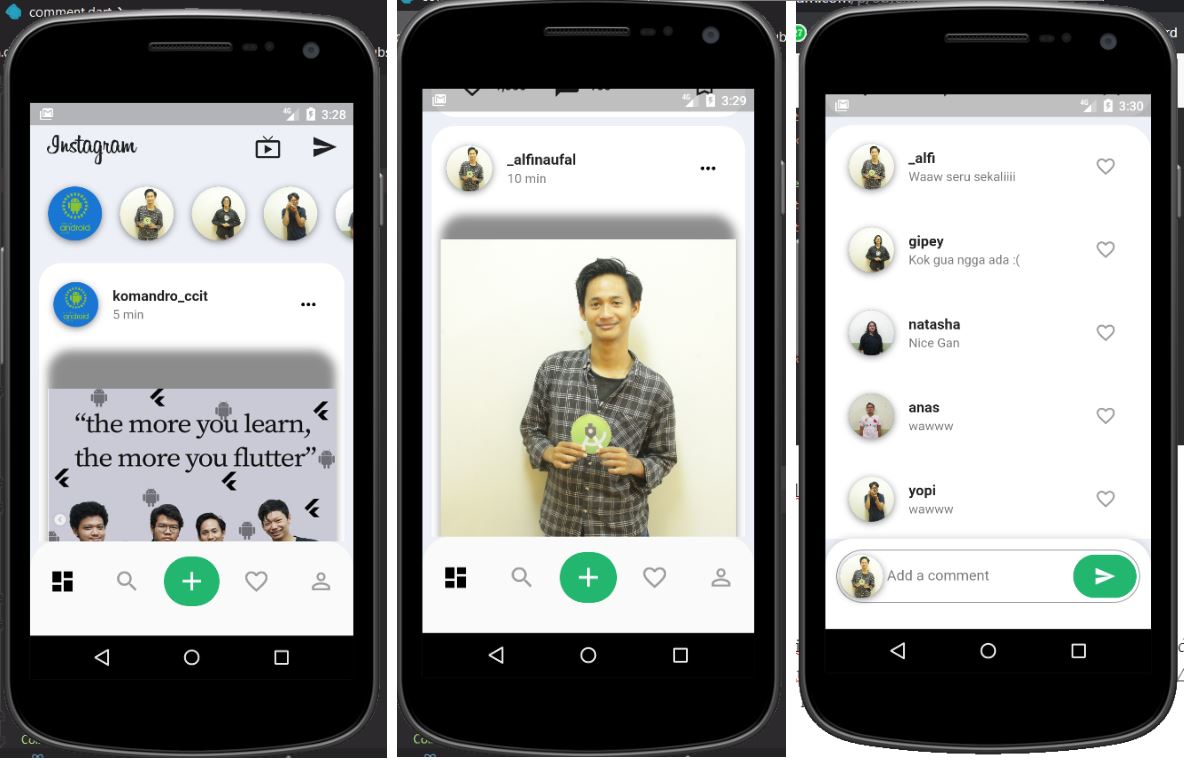 comment.dart
3:28
Instagram
android
komandro_ccit
5 min
android
“the more you learn,
the more you flutter”
4G
3:29
_alfinaufal
10 min
4G
3:30
_alfi
Waaw seru sekaliiii
gipey
Kok gua ngga ada :(
natasha
Nice Gan
anas
wawww
yopi
wawww
Add a comment